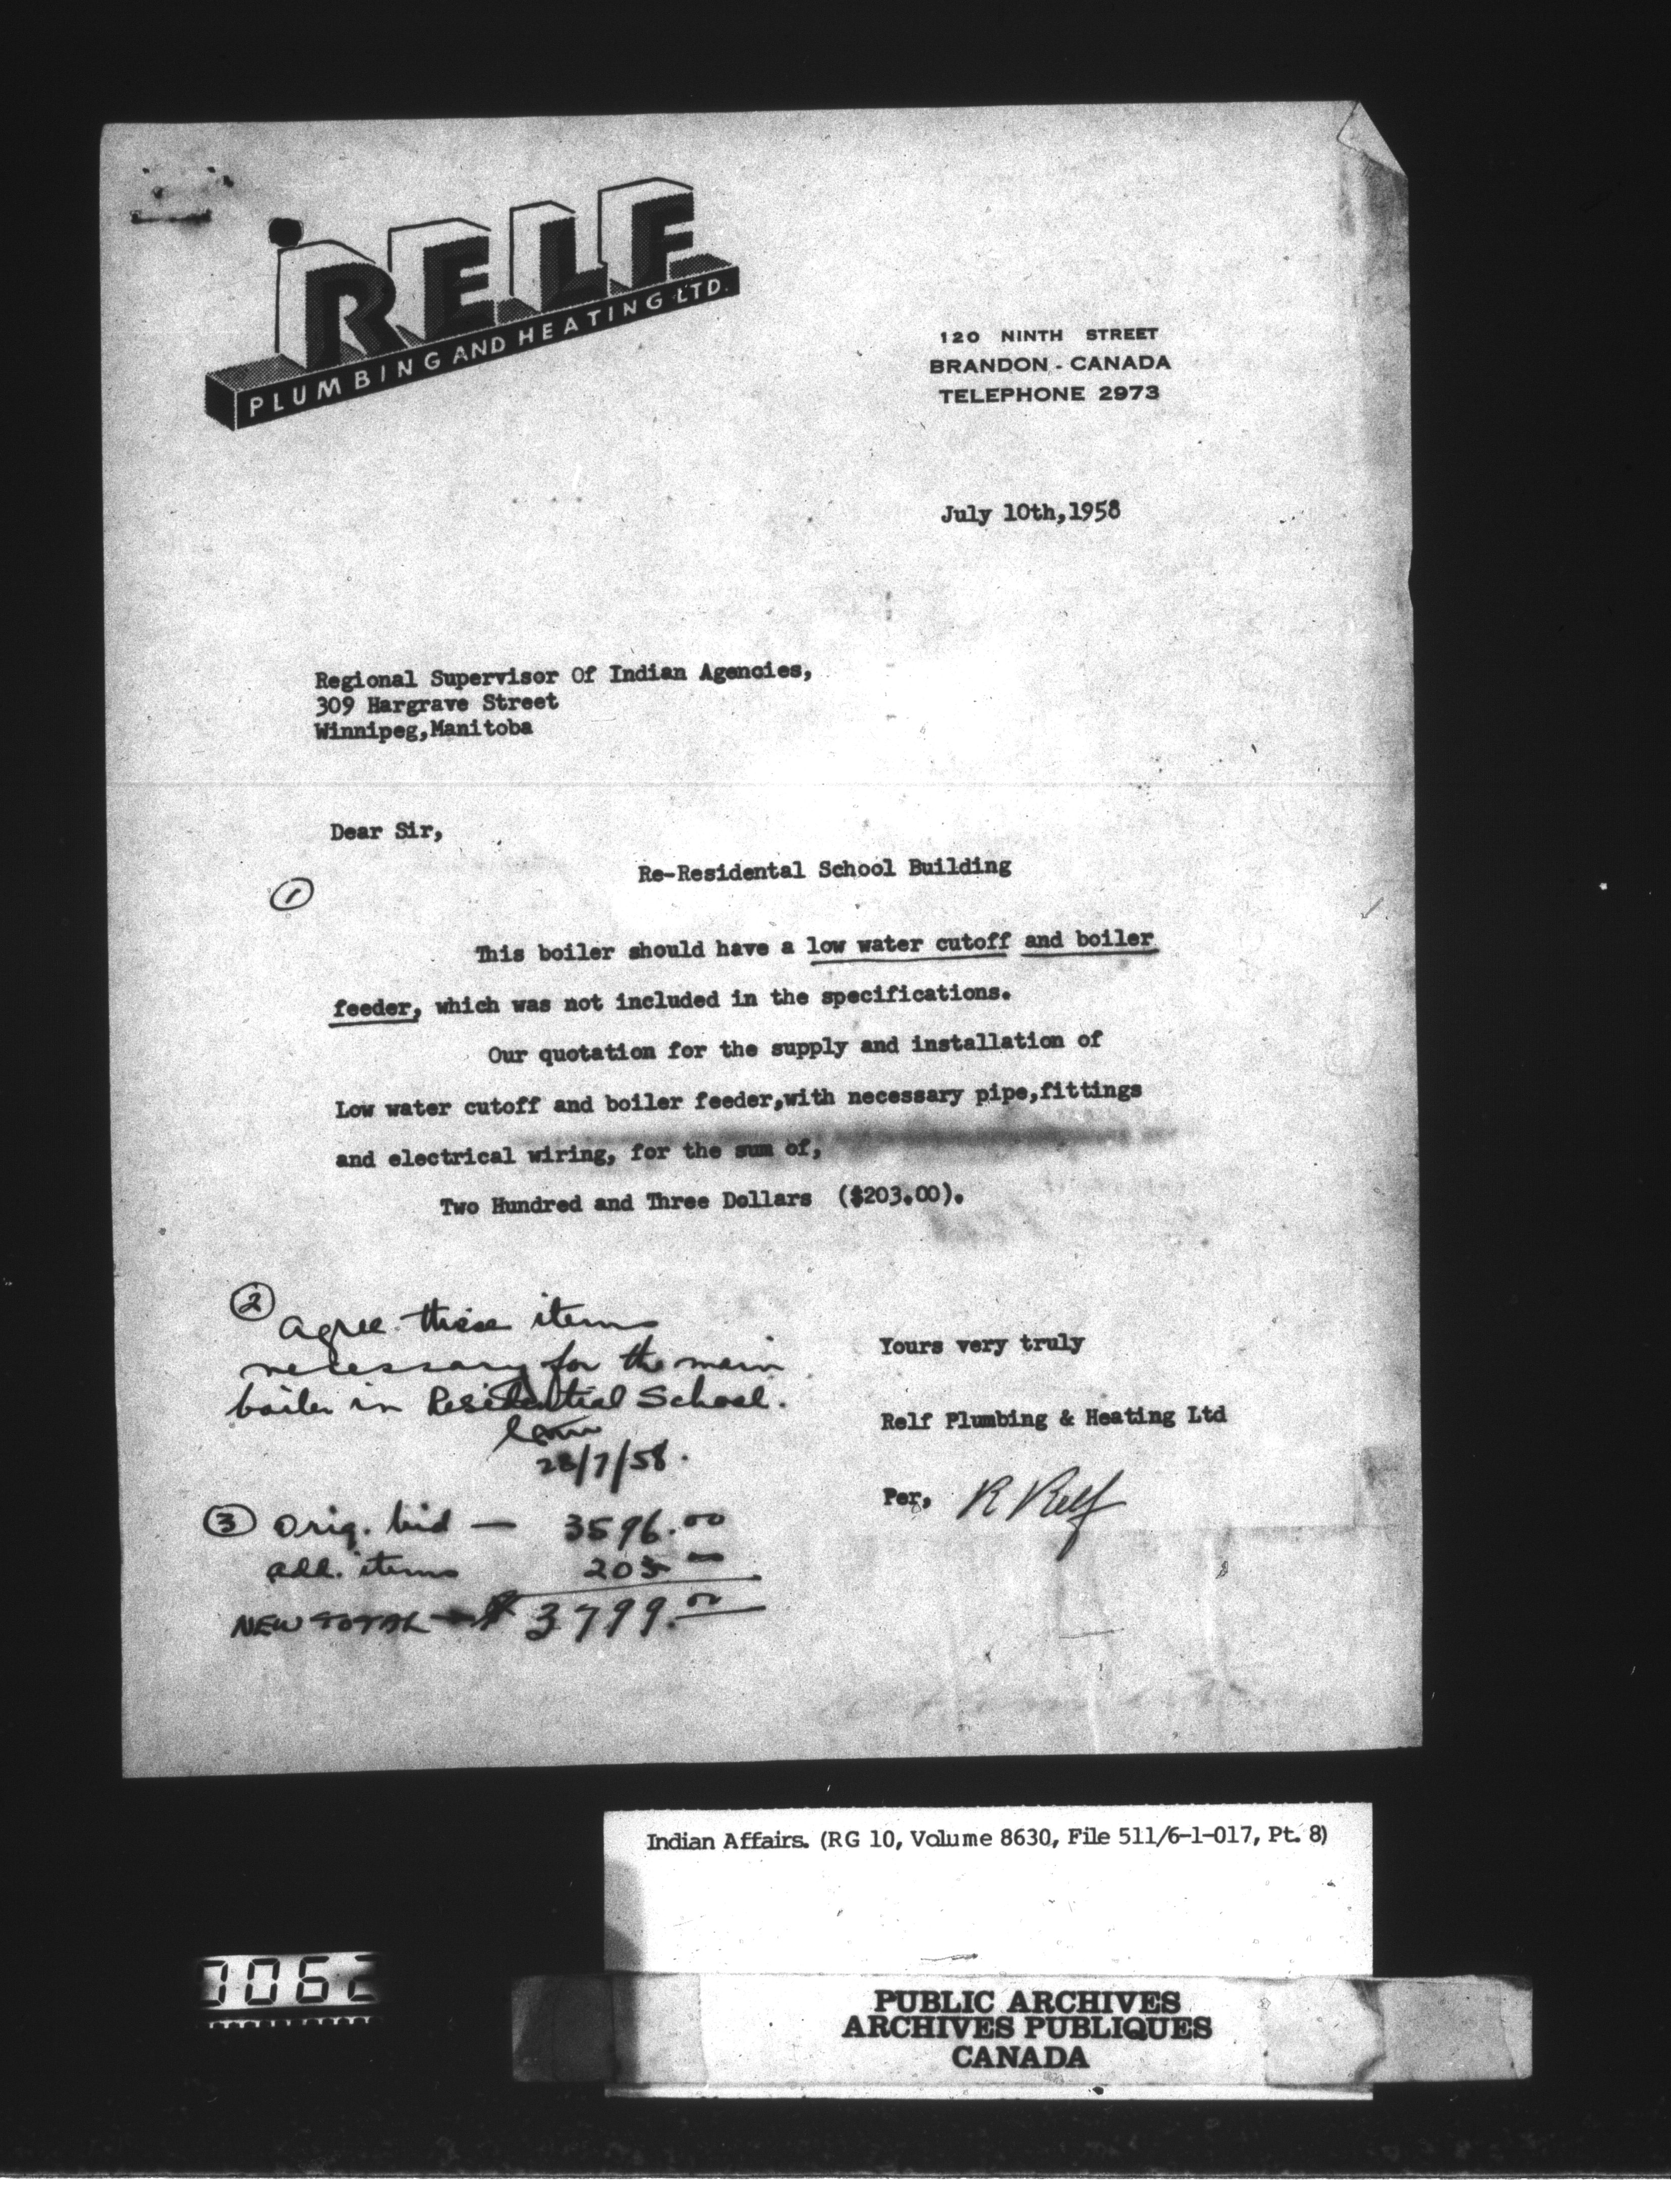 RELF
PLUMBING AND HEATING LTD.
120 NINTH STREET
BRANDON - CANADA
TELEPHONE 2973
July 10th,1958
Regional Supervisor Of Indian Agencies,
309 Hargrave Street
Winnipeg,Manitoba
Dear Sir,
①
Re-Residental School Building
This boiler should have a low water cutoff and boiler
feeder, which was not included in the specifications.
Our quotation for the supply and installation of
Low water cutoff and boiler feeder,with necessary pipe,fittings
and electrical wiring, for the sum of,
Two Hundred and Three Dollars ($203.00).
② agree these items
necessary for the main
boiler in Residential School.
28/7/58.
Yours very truly
Relf Plumbing & Heating Ltd
Per, R Relf
③ Orig. bid — 3596.00
add. items 203 —
NEW TOTAL — $ 3799.00
Indian Affairs. (RG 10, Volume 8630, File 511/6-1-017, Pt. 8)
0062
PUBLIC ARCHIVES
ARCHIVES PUBLIQUES
CANADA